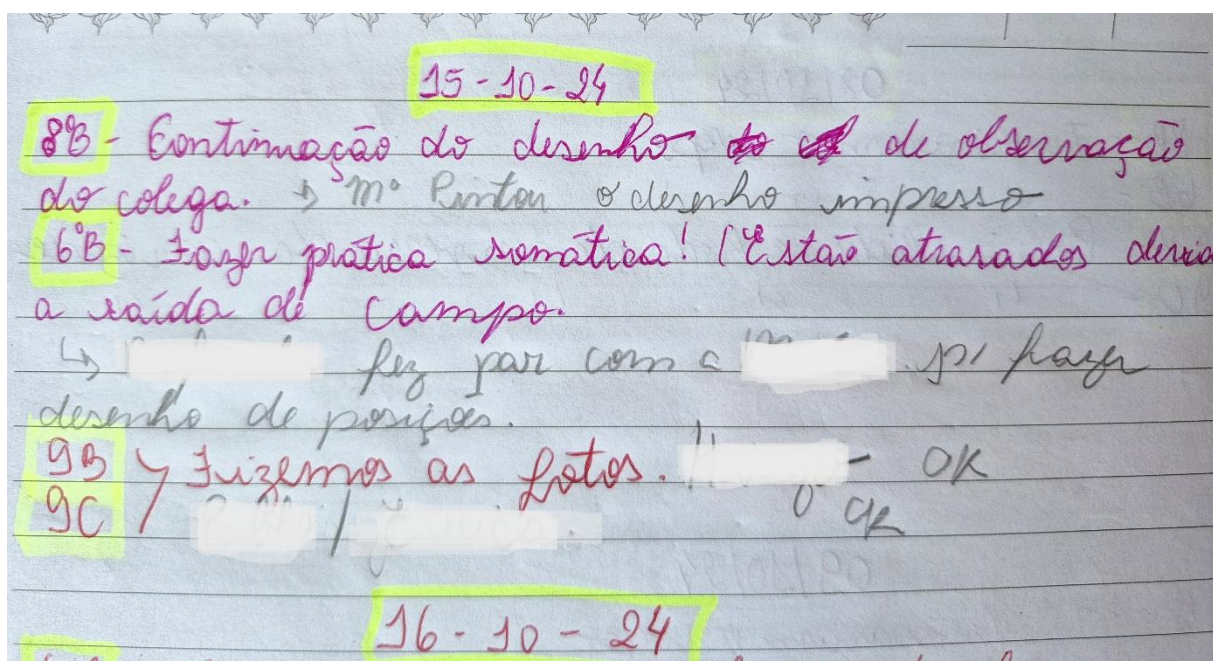 15-10-24
8ºB - Continuação do desenho de observação
do colega. → Mº Pintou o desenho impresso
6ºB - Fazer prática somática! (Estão atrasados devido
a saída de campo.
↳ fez par com a p/ fazer
desenho de posições.
9B Fizemos as fotos. - OK
9C / OK
16-10-24